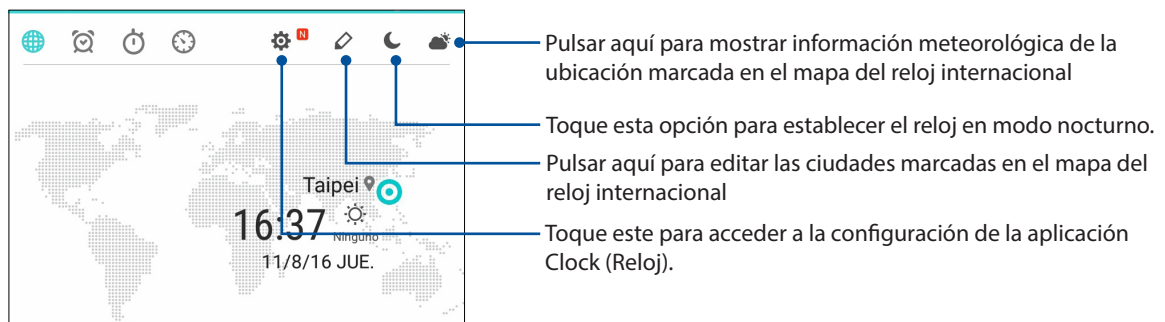 N
Pulsar aquí para mostrar información meteorológica de la
ubicación marcada en el mapa del reloj internacional
Toque esta opción para establecer el reloj en modo nocturno.
Pulsar aquí para editar las ciudades marcadas en el mapa del
reloj internacional
Taipei
16:37
Ninguno
11/8/16 JUE.
Toque este para acceder a la configuración de la aplicación
Clock (Reloj).